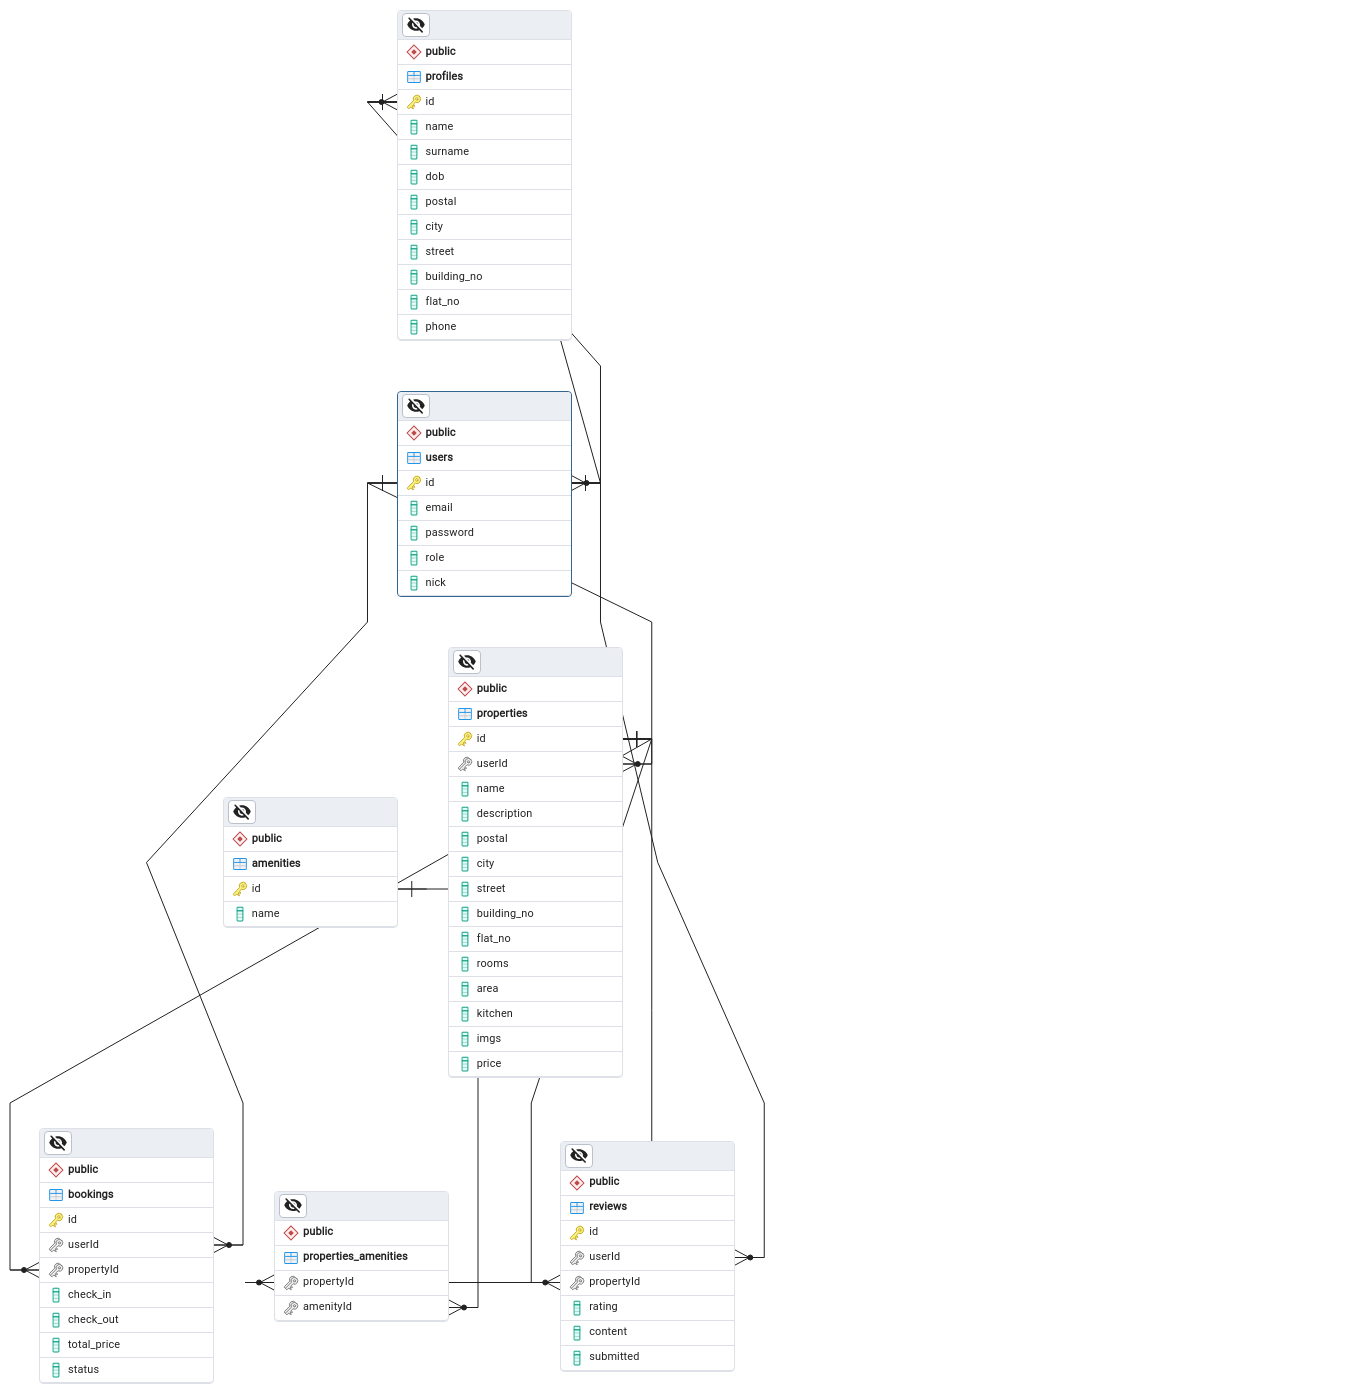 public
profiles
id
name
surname
dob
postal
city
street
building_no
flat_no
phone
public
users
id
email
password
role
nick
public
properties
id
userId
name
description
postal
city
street
building_no
flat_no
rooms
area
kitchen
imgs
price
public
amenities
id
name
public
bookings
id
userId
propertyId
check_in
check_out
total_price
status
public
properties_amenities
propertyId
amenityId
public
reviews
id
userId
propertyId
rating
content
submitted